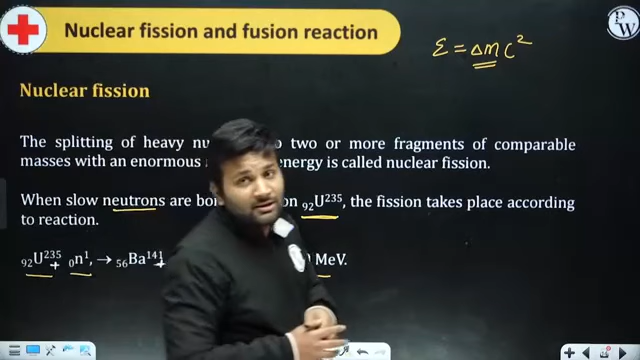 Nuclear fission and fusion reaction
ε = Δm c²
PW
Nuclear fission
The splitting of heavy nu o two or more fragments of comparable
masses with an enormous energy is called nuclear fission.
When slow neutrons are bo on ₉₂U²³⁵, the fission takes place according
to reaction.
₉₂U²³⁵ + ₀n¹, → ₅₆Ba¹⁴¹ + MeV.